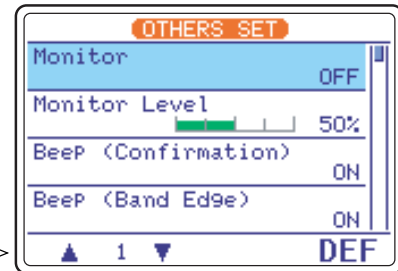 OTHERS SET
Monitor
OFF
Monitor Level
50%
Beep (Confirmation)
ON
Beep (Band Edge)
ON
▲ 1 ▼ DEF